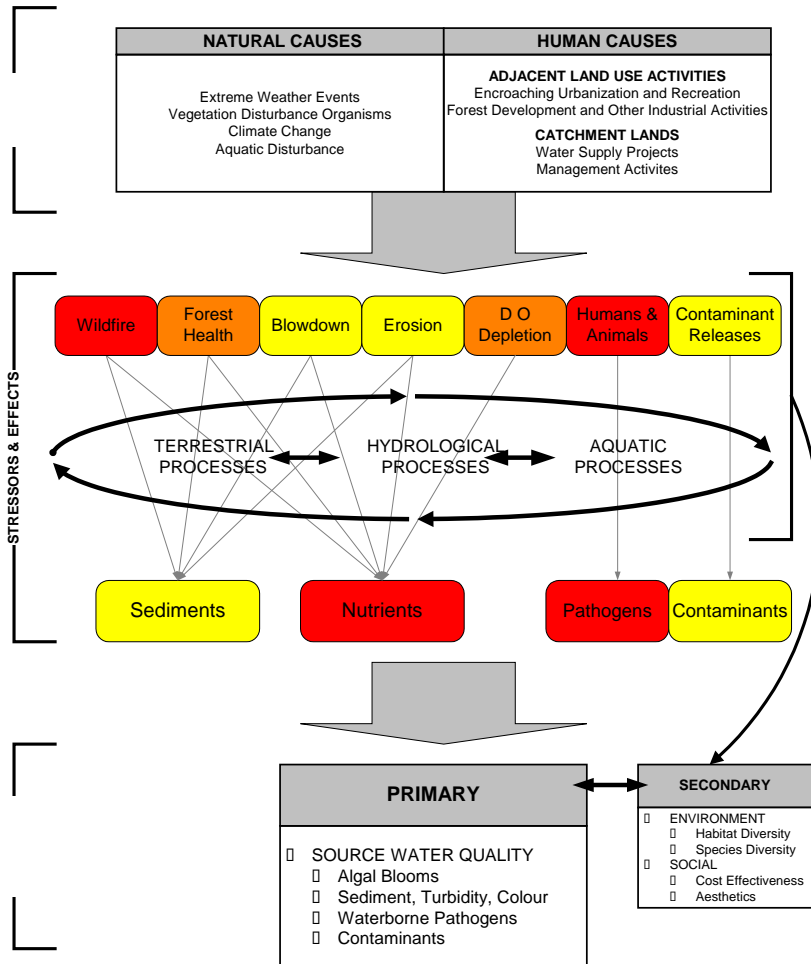 NATURAL CAUSES
HUMAN CAUSES
Extreme Weather Events
Vegetation Disturbance Organisms
Climate Change
Aquatic Disturbance
ADJACENT LAND USE ACTIVITIES
Encroaching Urbanization and Recreation
Forest Development and Other Industrial Activities
CATCHMENT LANDS
Water Supply Projects
Management Activites
STRESSORS & EFFECTS
Wildfire
Forest
Health
Blowdown
Erosion
D O
Depletion
Humans &
Animals
Contaminant
Releases
TERRESTRIAL
PROCESSES
HYDROLOGICAL
PROCESSES
AQUATIC
PROCESSES
Sediments
Nutrients
Pathogens
Contaminants
PRIMARY
SOURCE WATER QUALITY
Algal Blooms
Sediment, Turbidity, Colour
Waterborne Pathogens
Contaminants
SECONDARY
ENVIRONMENT
Habitat Diversity
Species Diversity
SOCIAL
Cost Effectiveness
Aesthetics